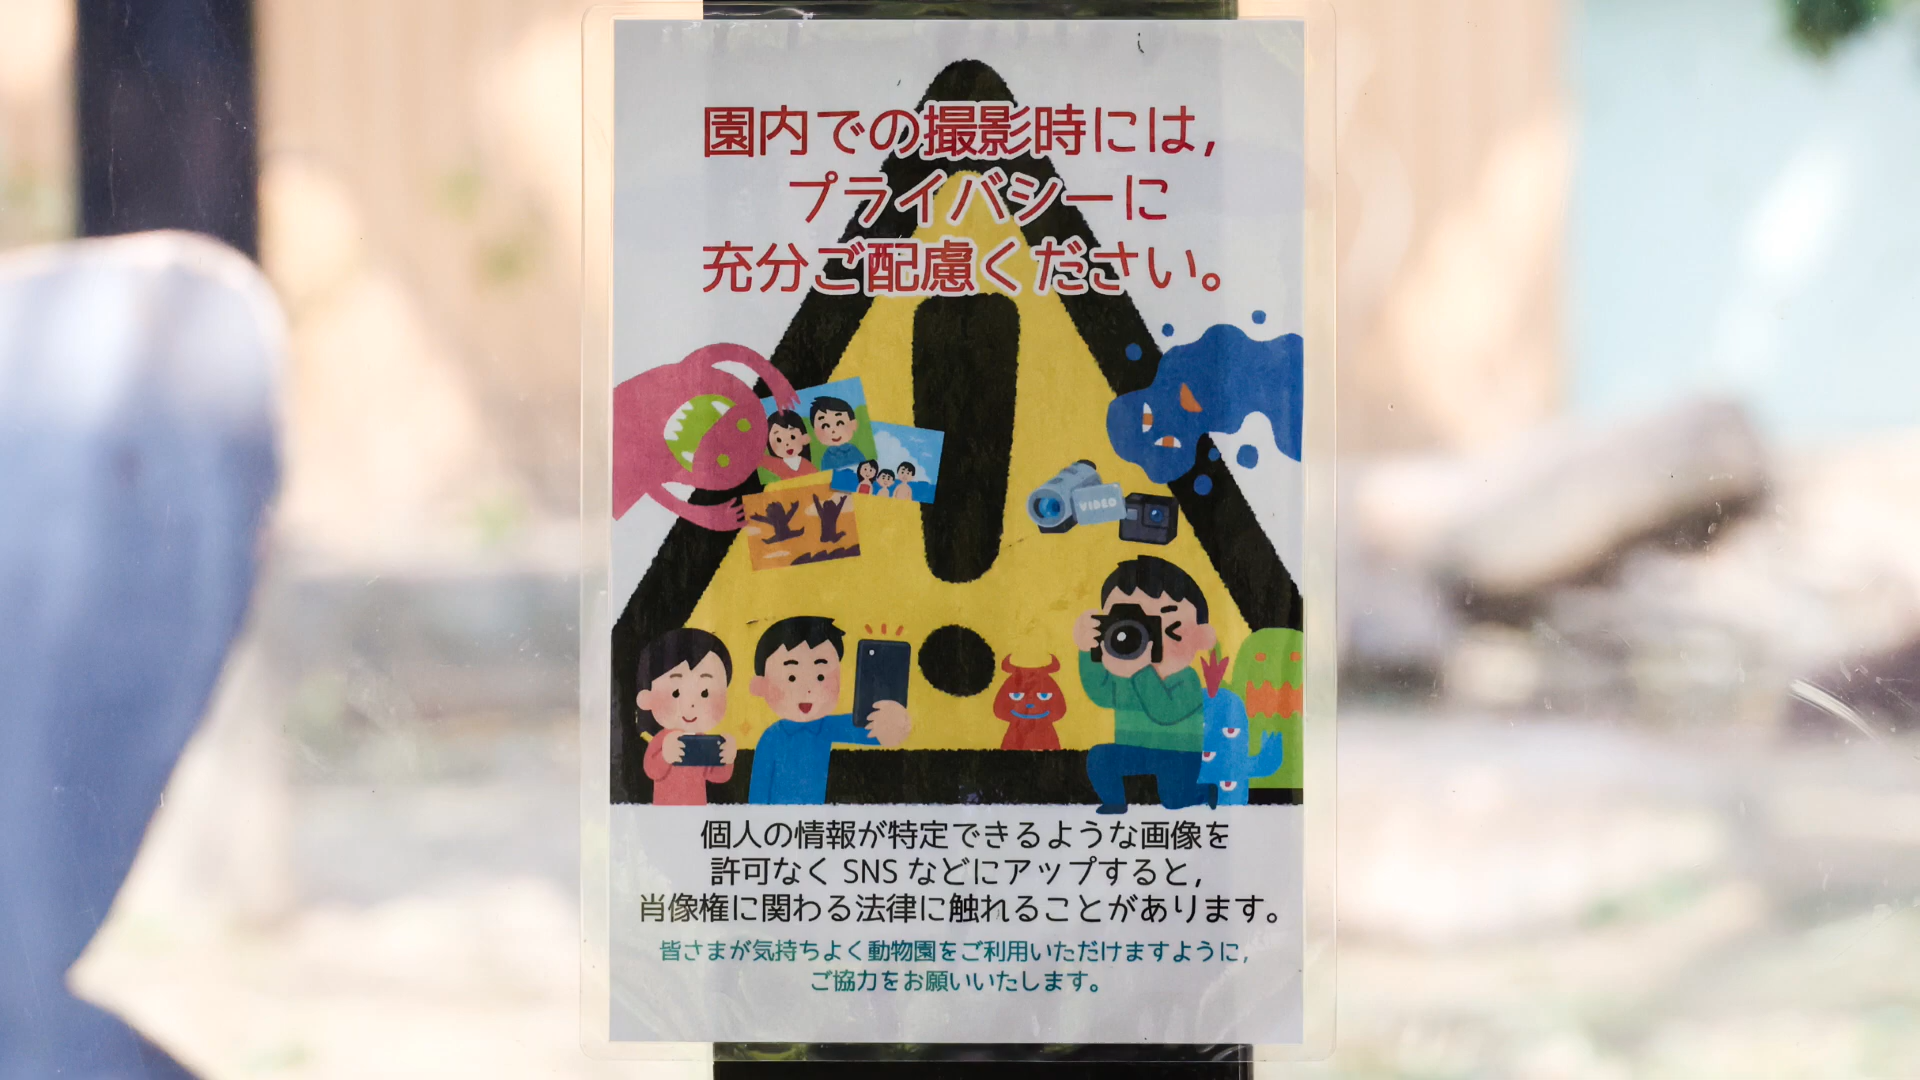 園内での撮影時には,
プライバシーに
充分ご配慮ください。
VIDEO
個人の情報が特定できるような画像を
許可なく SNS などにアップすると,
肖像権に関わる法律に触れることがあります。
皆さまが気持ちよく動物園をご利用いただけますように,
ご協力をお願いいたします。